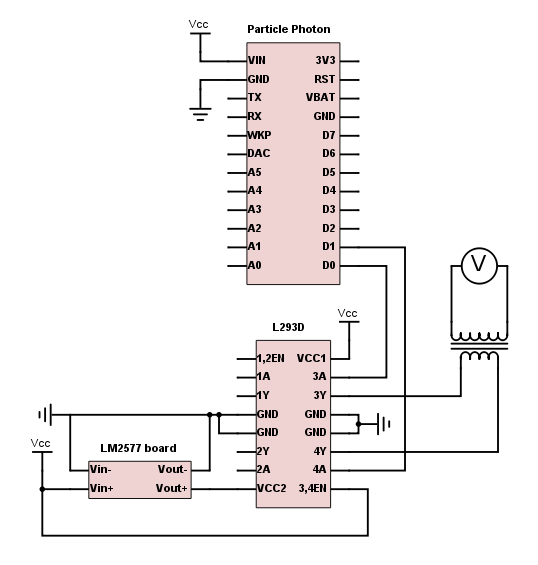 Vcc
Particle Photon
VIN 3V3
GND RST
TX VBAT
RX GND
WKP D7
DAC D6
A5 D5
A4 D4
A3 D3
A2 D2
A1 D1
A0 D0
V
Vcc
L293D
1,2EN VCC1
1A 3A
1Y 3Y
GND GND
GND GND
2Y 4Y
2A 4A
VCC2 3,4EN
Vcc
LM2577 board
Vin- Vout-
Vin+ Vout+